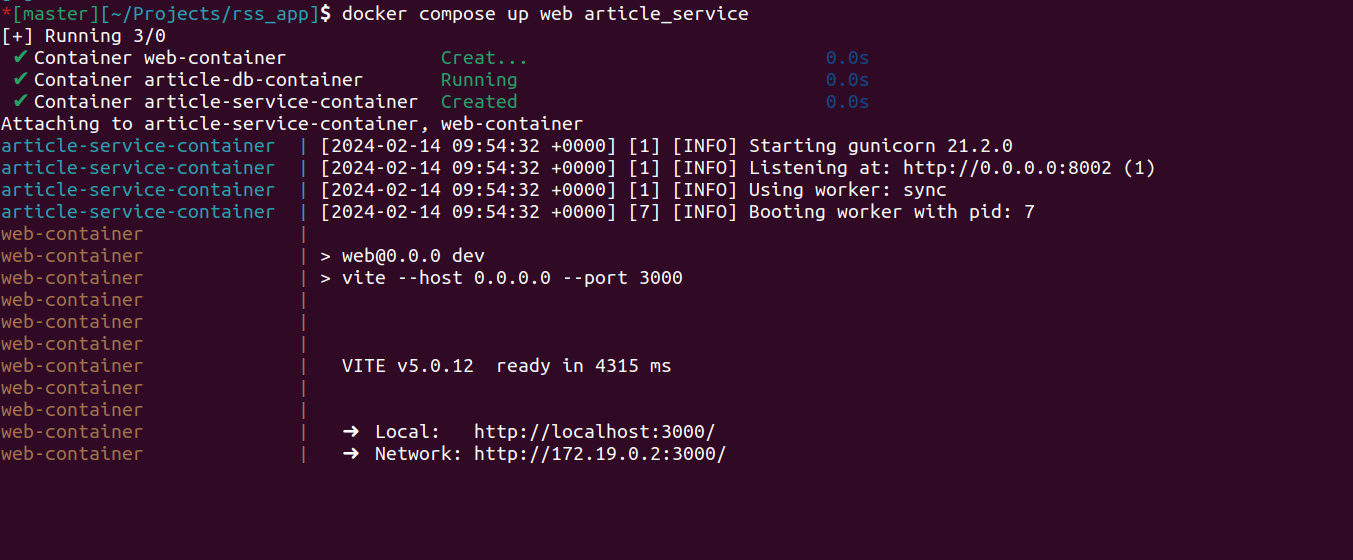 *[master][~/Projects/rss_app]$ docker compose up web article_service
[+] Running 3/0
✔ Container web-container Creat... 0.0s
✔ Container article-db-container Running 0.0s
✔ Container article-service-container Created 0.0s
Attaching to article-service-container, web-container
article-service-container | [2024-02-14 09:54:32 +0000] [1] [INFO] Starting gunicorn 21.2.0
article-service-container | [2024-02-14 09:54:32 +0000] [1] [INFO] Listening at: http://0.0.0.0:8002 (1)
article-service-container | [2024-02-14 09:54:32 +0000] [1] [INFO] Using worker: sync
article-service-container | [2024-02-14 09:54:32 +0000] [7] [INFO] Booting worker with pid: 7
web-container |
web-container | > web@0.0.0 dev
web-container | > vite --host 0.0.0.0 --port 3000
web-container |
web-container |
web-container |
web-container | VITE v5.0.12 ready in 4315 ms
web-container |
web-container |
web-container | ➜ Local: http://localhost:3000/
web-container | ➜ Network: http://172.19.0.2:3000/